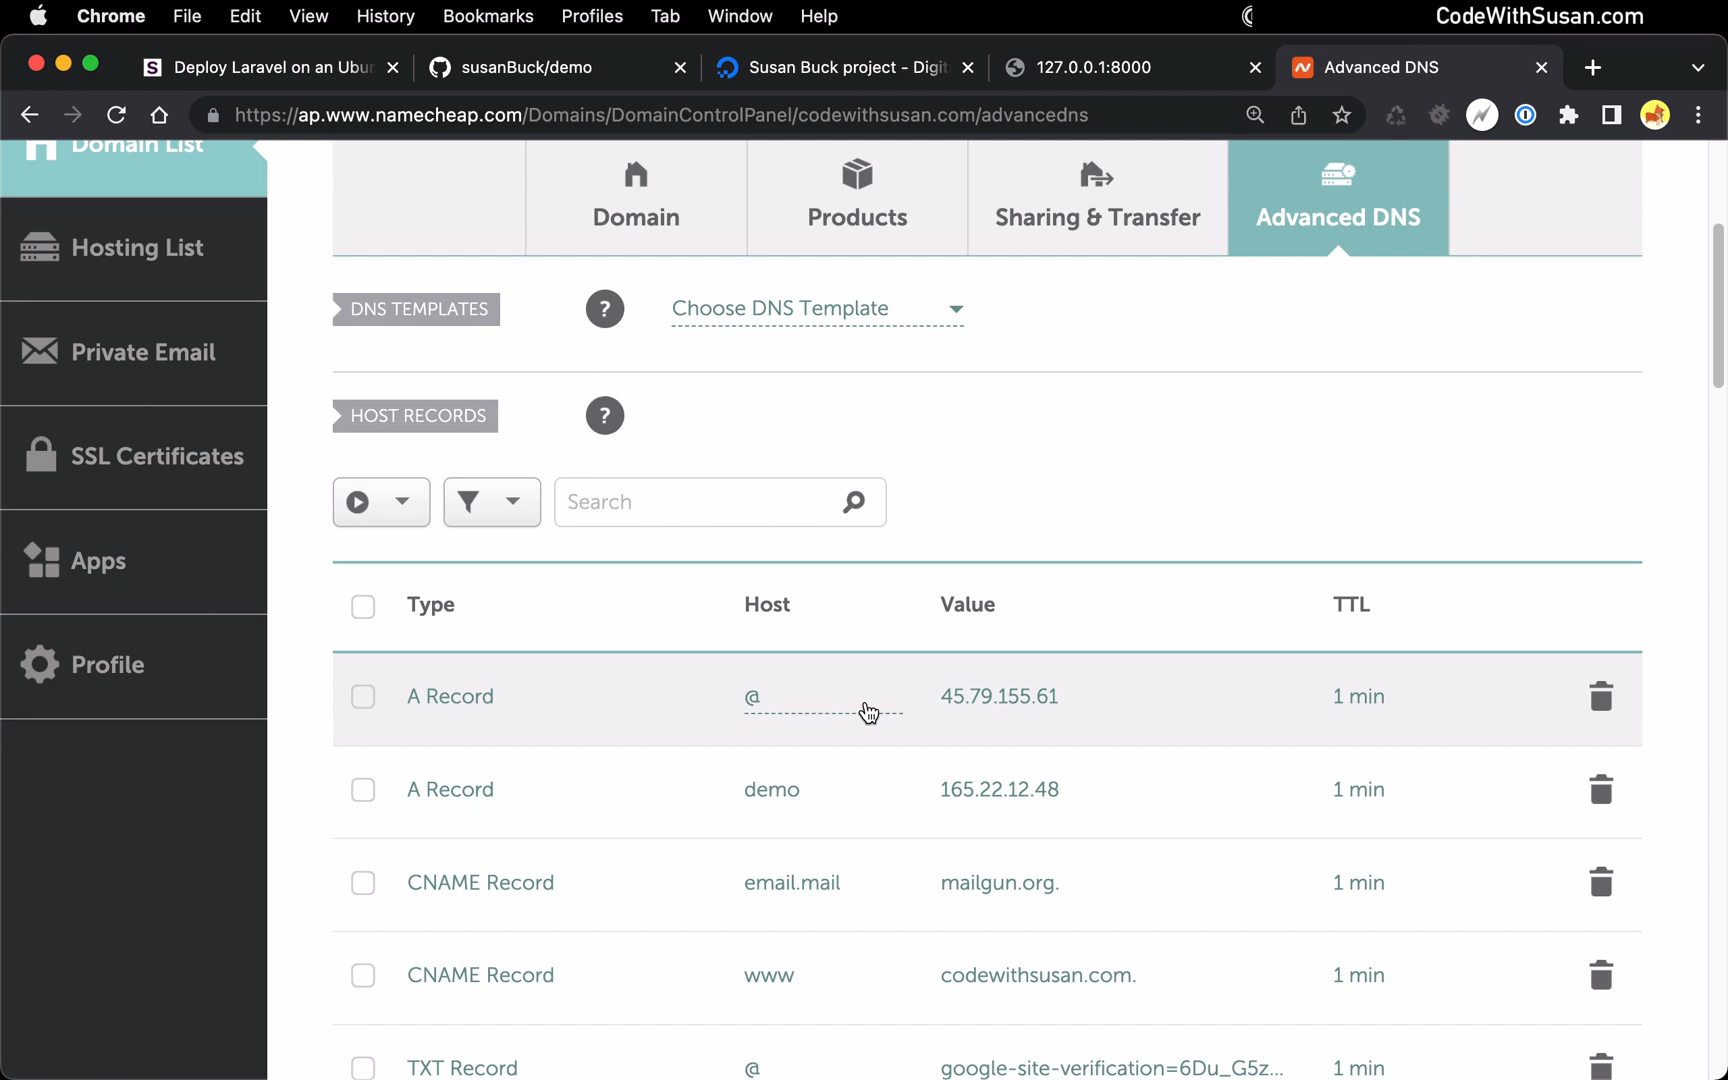 Chrome File Edit View History Bookmarks Profiles Tab Window Help CodeWithSusan.com
S Deploy Laravel on an Ubu susanBuck/demo Susan Buck project - Digit 127.0.0.1:8000 Advanced DNS
https://ap.www.namecheap.com/Domains/DomainControlPanel/codewithsusan.com/advancedns
Domain List
Hosting List
Private Email
SSL Certificates
Apps
Profile
Domain Products Sharing & Transfer Advanced DNS
DNS TEMPLATES ? Choose DNS Template
HOST RECORDS ?
Search
Type Host Value TTL
A Record @ 45.79.155.61 1 min
A Record demo 165.22.12.48 1 min
CNAME Record email.mail mailgun.org. 1 min
CNAME Record www codewithsusan.com. 1 min
TXT Record @ google-site-verification=6Du_G5z... 1 min